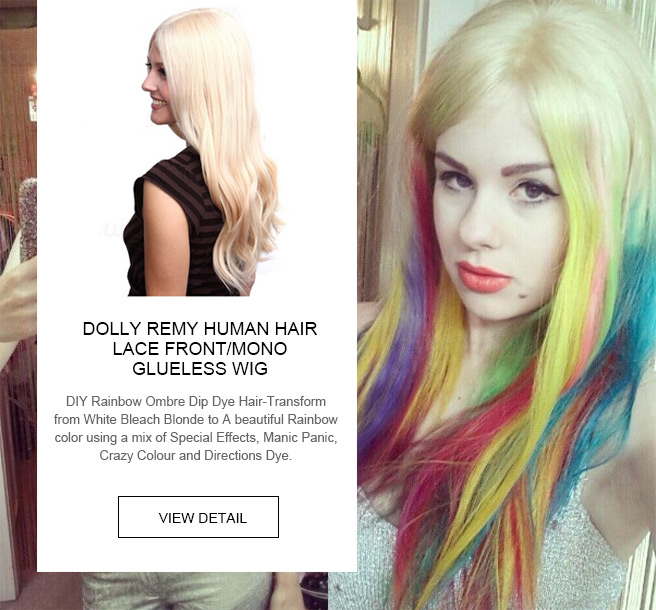 DOLLY REMY HUMAN HAIR
LACE FRONT/MONO
GLUELESS WIG
DIY Rainbow Ombre Dip Dye Hair-Transform
from White Bleach Blonde to A beautiful Rainbow
color using a mix of Special Effects, Manic Panic,
Crazy Colour and Directions Dye.
VIEW DETAIL